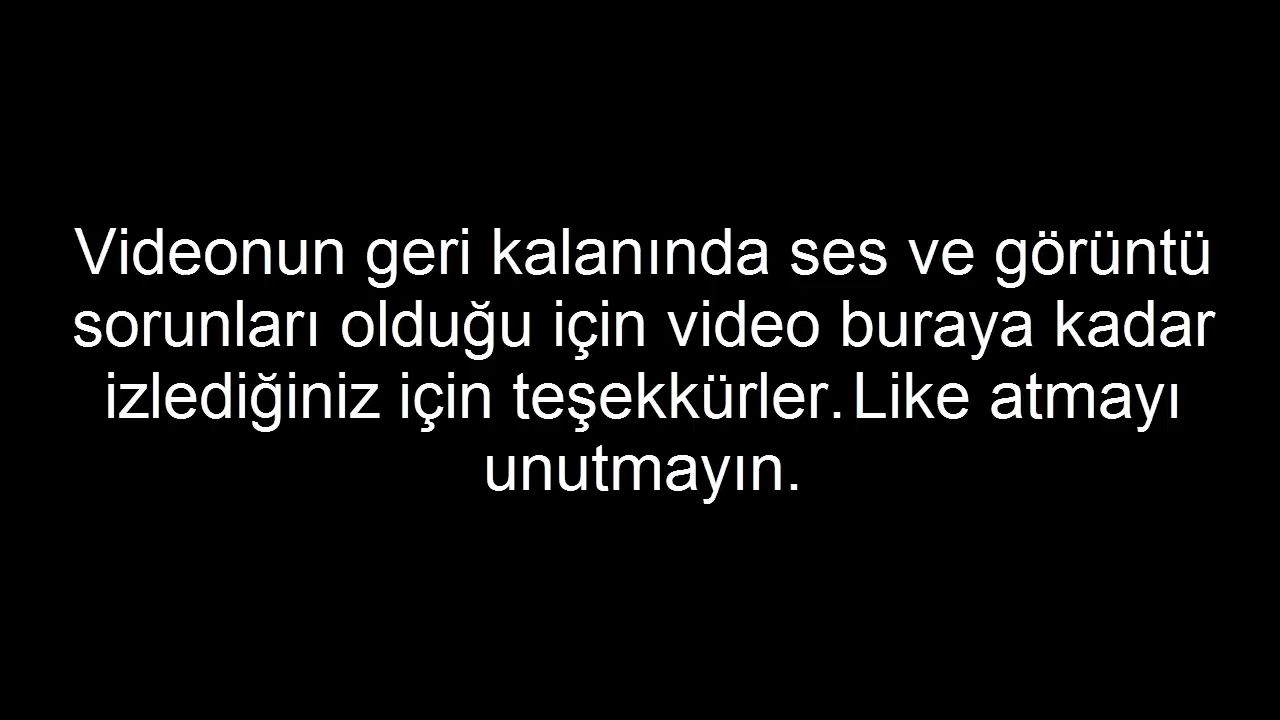 Videonun geri kalanında ses ve görüntü
sorunları olduğu için video buraya kadar
izlediğiniz için teşekkürler.Like atmayı
unutmayın.